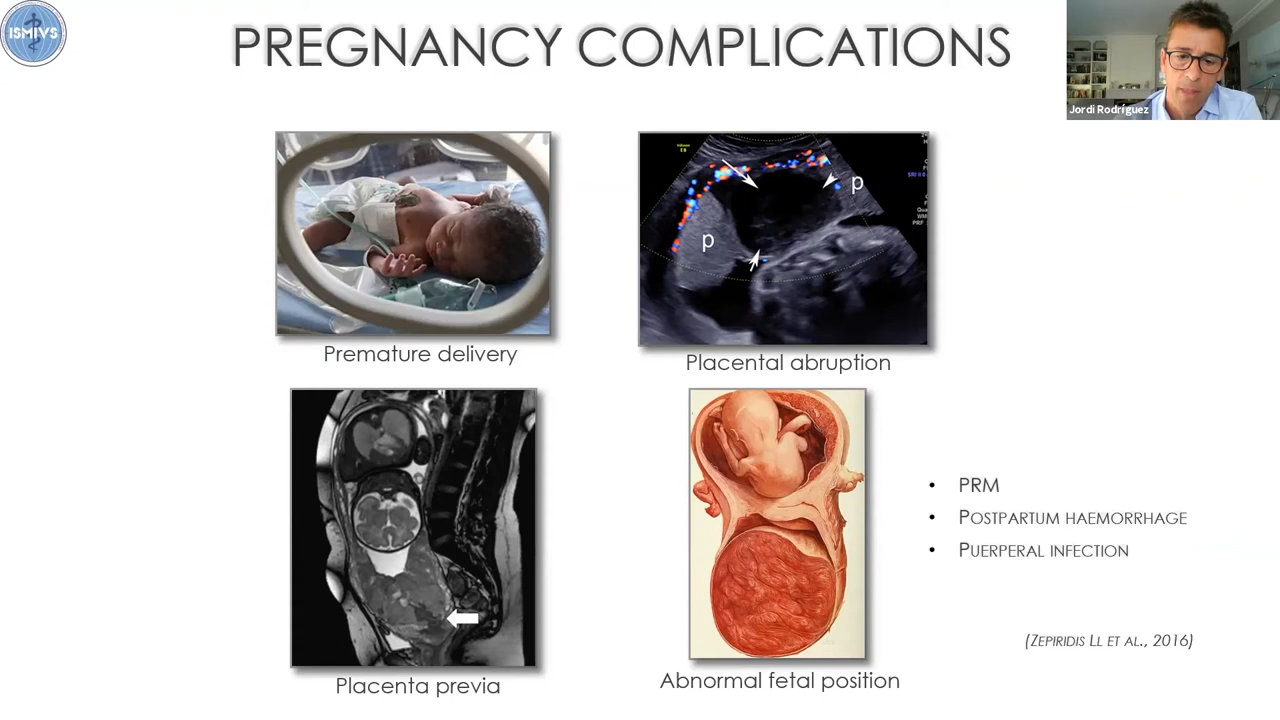 ISMIVS
PREGNANCY COMPLICATIONS
Jordi Rodríguez
p
p
Premature delivery
Placental abruption
Placenta previa
Abnormal fetal position
• PRM
• POSTPARTUM HAEMORRHAGE
• PUERPERAL INFECTION
(ZEPIRIDIS LL ET AL., 2016)